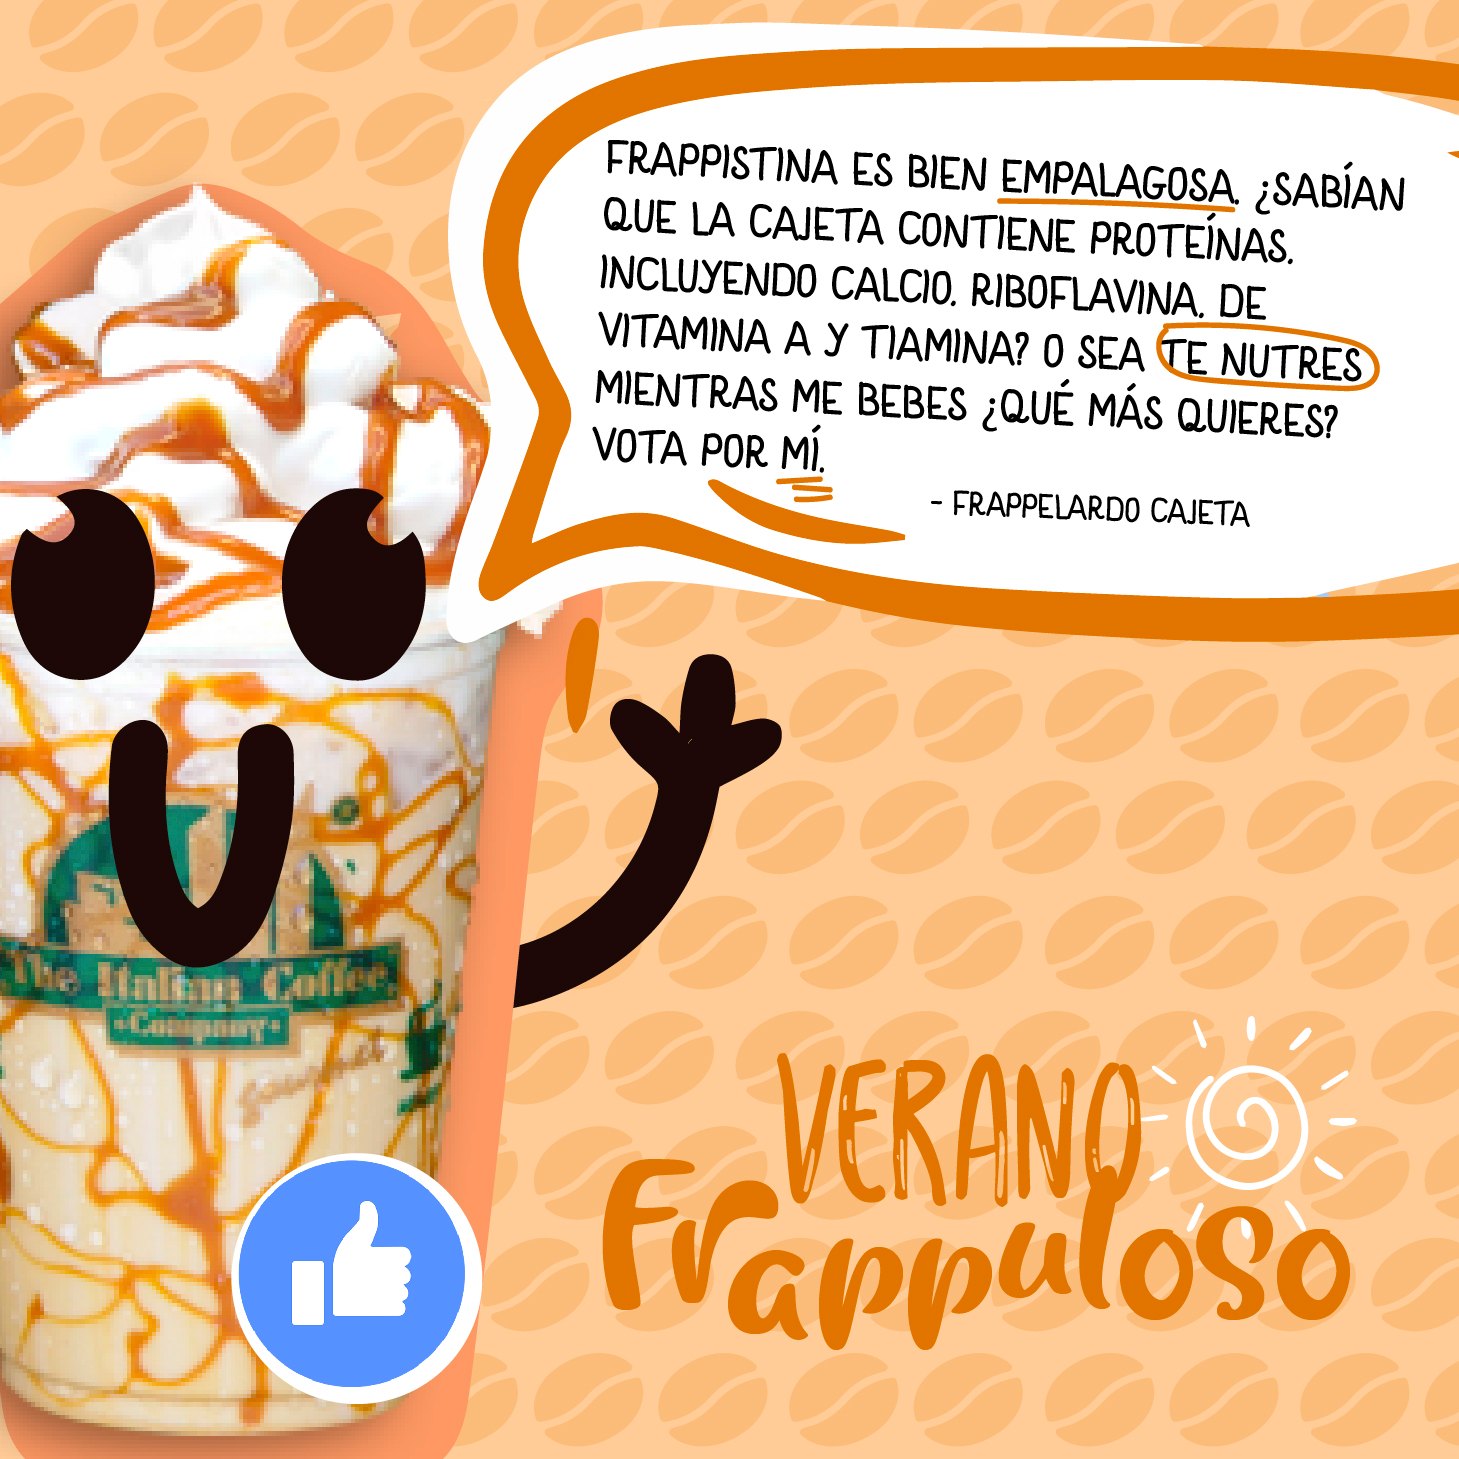 FRAPPISTINA ES BIEN EMPALAGOSA. ¿SABÍAN
QUE LA CAJETA CONTIENE PROTEÍNAS.
INCLUYENDO CALCIO. RIBOFLAVINA. DE
VITAMINA A Y TIAMINA? O SEA TE NUTRES
MIENTRAS ME BEBES ¿QUÉ MÁS QUIERES?
VOTA POR MÍ.
- FRAPPELARDO CAJETA
The Italian Coffee
Company
Gourmet
VERANO
Frappuloso